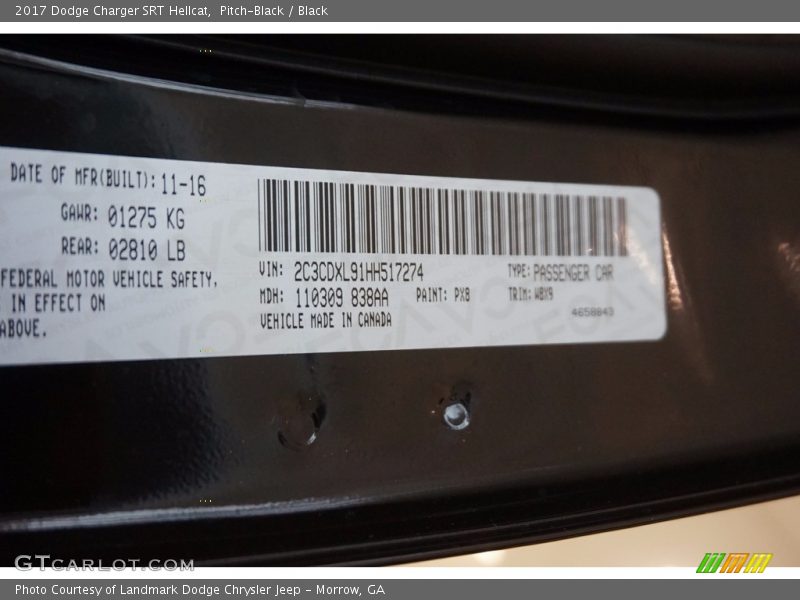 2017 Dodge Charger SRT Hellcat, Pitch-Black / Black
DATE OF MFR(BUILT): 11-16
GAWR: 01275 KG
REAR: 02810 LB
FEDERAL MOTOR VEHICLE SAFETY,
IN EFFECT ON
ABOVE.
VIN: 2C3CDXL91HH517274
TYPE: PASSENGER CAR
MDH: 110309 838AA
PAINT: PX8
TRIM: W8X9
VEHICLE MADE IN CANADA
4658843
GTCARLOT.COM
Photo Courtesy of Landmark Dodge Chrysler Jeep - Morrow, GA